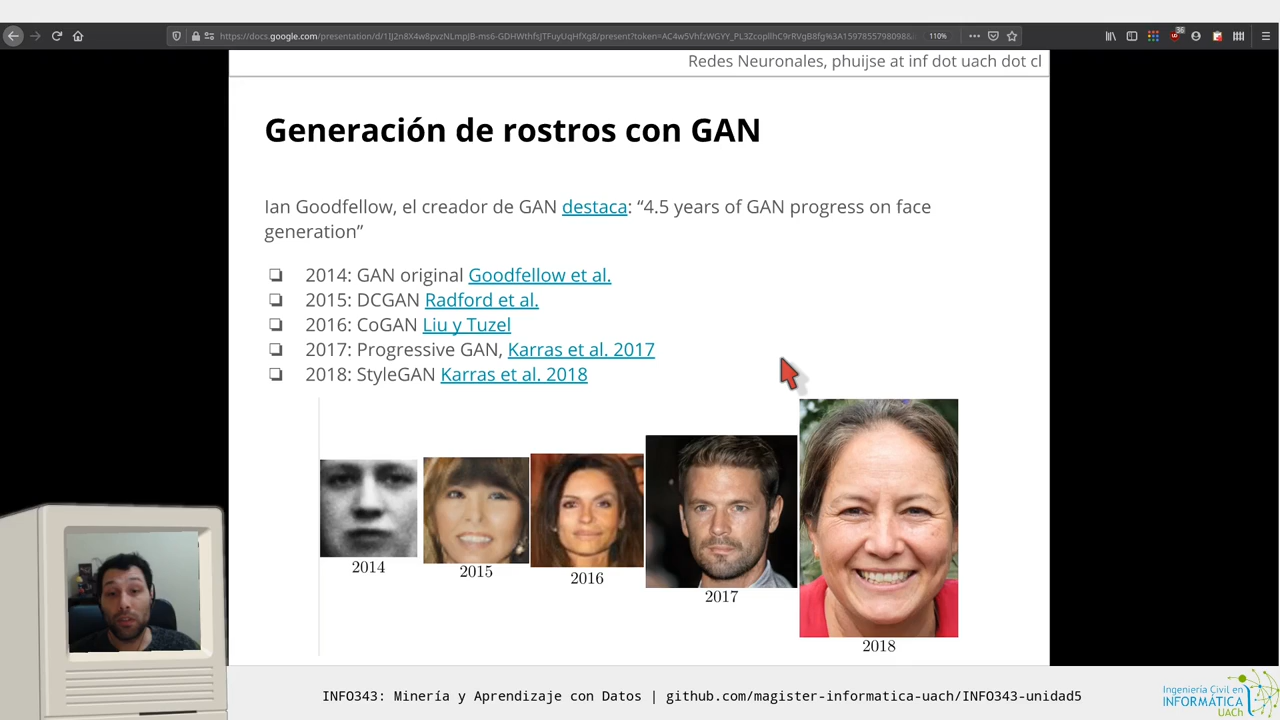 110%
36
Redes Neuronales, phuijse at inf dot uach dot cl
Generación de rostros con GAN
Ian Goodfellow, el creador de GAN destaca: “4.5 years of GAN progress on face
generation”
❏ 2014: GAN original Goodfellow et al.
❏ 2015: DCGAN Radford et al.
❏ 2016: CoGAN Liu y Tuzel
❏ 2017: Progressive GAN, Karras et al. 2017
❏ 2018: StyleGAN Karras et al. 2018
2014
2015
2016
2017
2018
INFO343: Minería y Aprendizaje con Datos | github.com/magister-informatica-uach/INFO343-unidad5
Ingeniería Civil en
INFORMÁTICA
UACh